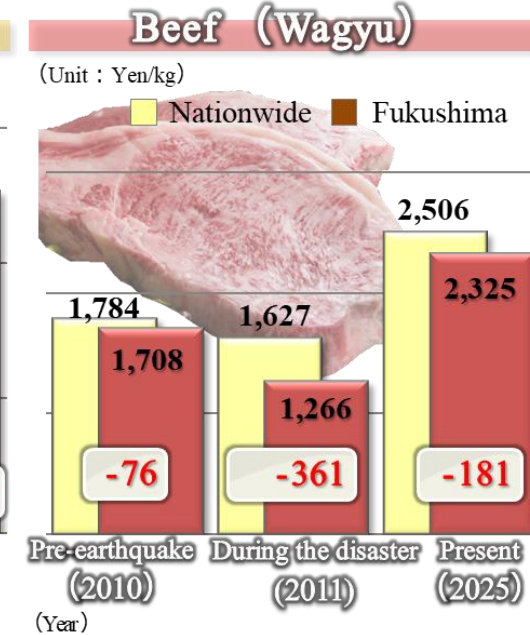 Beef （Wagyu）
（Unit：Yen/kg）
Nationwide Fukushima
2,506
2,325
1,784
1,627
1,708
1,266
-76
-361
-181
Pre-earthquake During the disaster Present
（2010） （2011） （2025）
（Year）